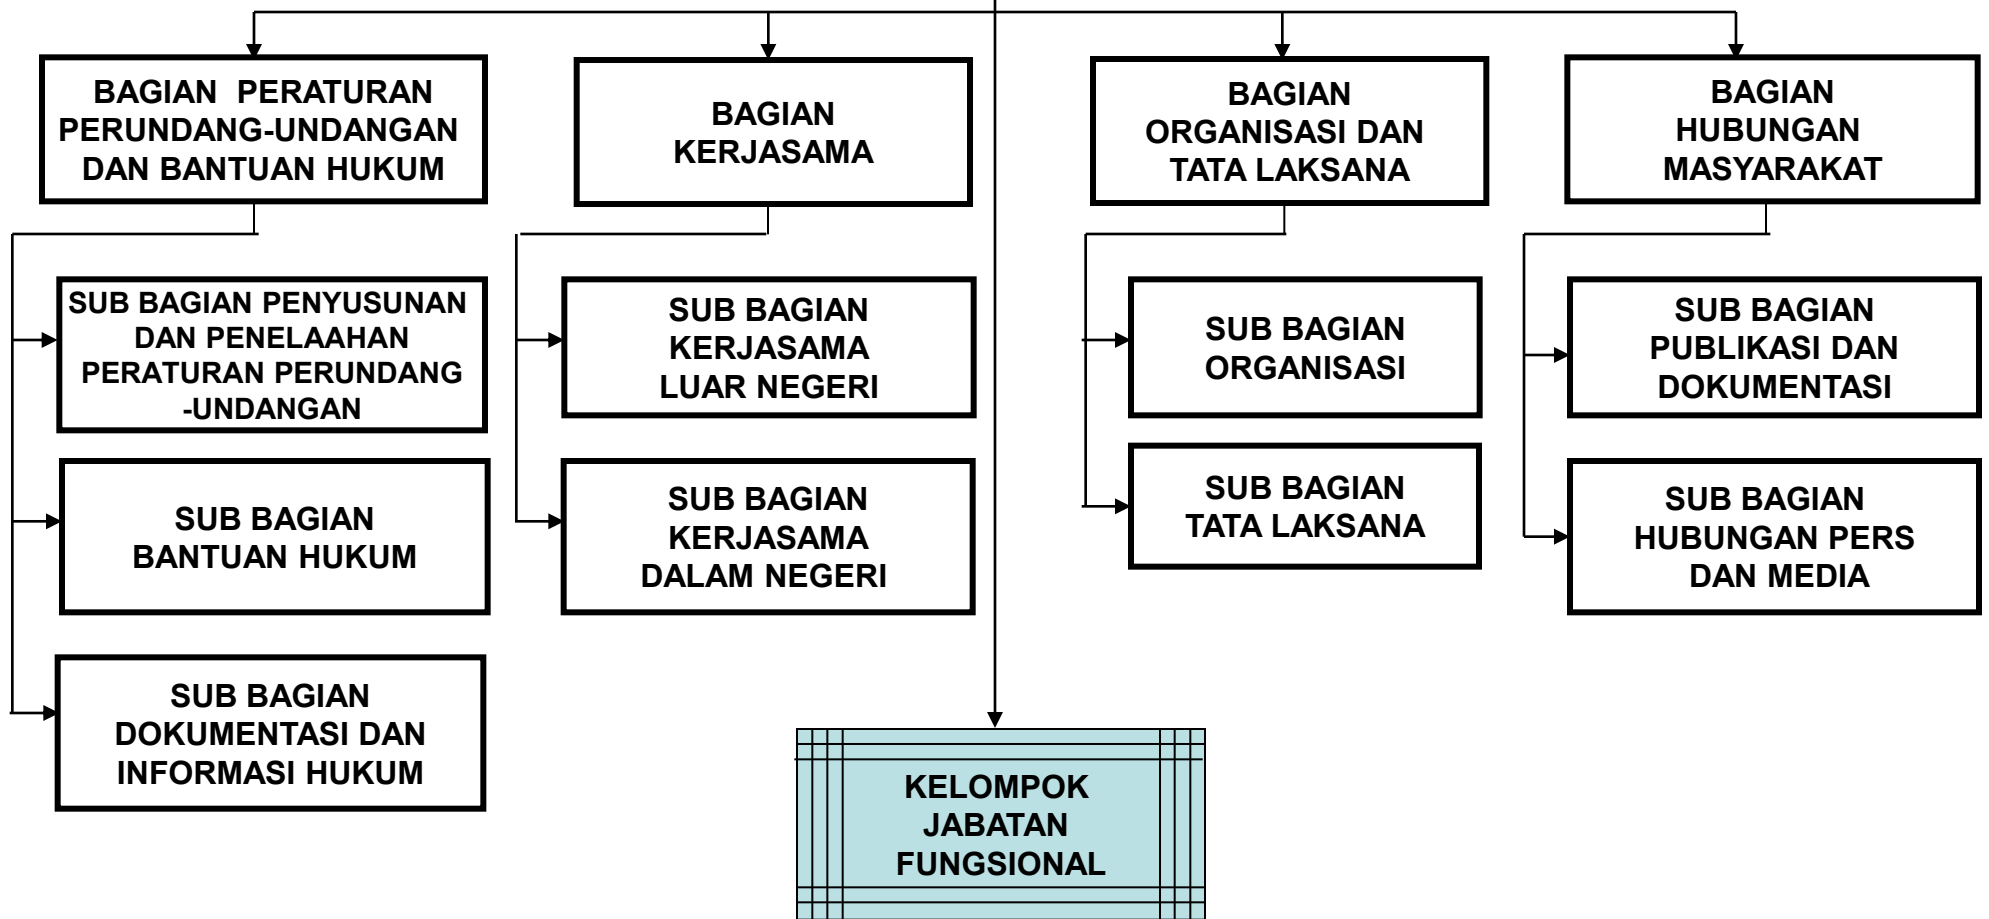 BAGIAN PERATURAN
PERUNDANG-UNDANGAN
DAN BANTUAN HUKUM
BAGIAN
KERJASAMA
BAGIAN
ORGANISASI DAN
TATA LAKSANA
BAGIAN
HUBUNGAN
MASYARAKAT
SUB BAGIAN PENYUSUNAN
DAN PENELAAHAN
PERATURAN PERUNDANG
-UNDANGAN
SUB BAGIAN
KERJASAMA
LUAR NEGERI
SUB BAGIAN
ORGANISASI
SUB BAGIAN
PUBLIKASI DAN
DOKUMENTASI
SUB BAGIAN
BANTUAN HUKUM
SUB BAGIAN
KERJASAMA
DALAM NEGERI
SUB BAGIAN
TATA LAKSANA
SUB BAGIAN
HUBUNGAN PERS
DAN MEDIA
SUB BAGIAN
DOKUMENTASI DAN
INFORMASI HUKUM
KELOMPOK
JABATAN
FUNGSIONAL